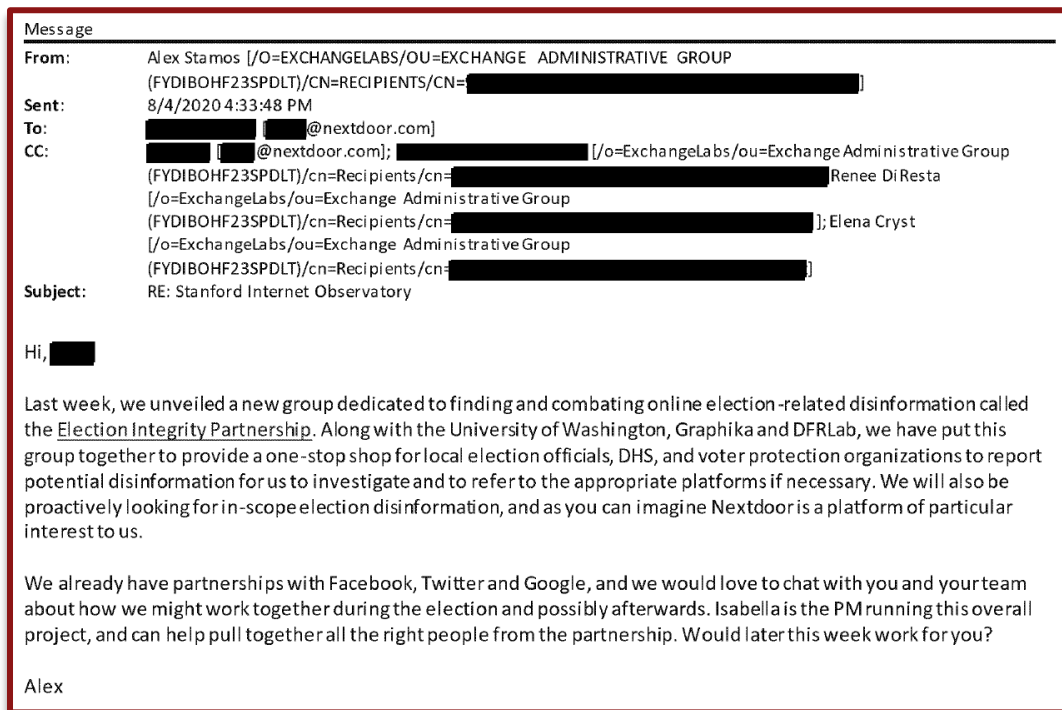 Message
From: Alex Stamos [/O=EXCHANGELABS/OU=EXCHANGE ADMINISTRATIVE GROUP
(FYDIBOHF23SPDLT)/CN=RECIPIENTS/CN= ]
Sent: 8/4/2020 4:33:48 PM
To: [ @nextdoor.com]
CC: [ @nextdoor.com]; [/o=ExchangeLabs/ou=Exchange Administrative Group
(FYDIBOHF23SPDLT)/cn=Recipients/cn= Renee DiResta
[/o=ExchangeLabs/ou=Exchange Administrative Group
(FYDIBOHF23SPDLT)/cn=Recipients/cn= ]; Elena Cryst
[/o=ExchangeLabs/ou=Exchange Administrative Group
(FYDIBOHF23SPDLT)/cn=Recipients/cn= ]
Subject: RE: Stanford Internet Observatory
Hi,
Last week, we unveiled a new group dedicated to finding and combating online election-related disinformation called
the Election Integrity Partnership. Along with the University of Washington, Graphika and DFRLab, we have put this
group together to provide a one-stop shop for local election officials, DHS, and voter protection organizations to report
potential disinformation for us to investigate and to refer to the appropriate platforms if necessary. We will also be
proactively looking for in-scope election disinformation, and as you can imagine Nextdoor is a platform of particular
interest to us.
We already have partnerships with Facebook, Twitter and Google, and we would love to chat with you and your team
about how we might work together during the election and possibly afterwards. Isabella is the PM running this overall
project, and can help pull together all the right people from the partnership. Would later this week work for you?
Alex